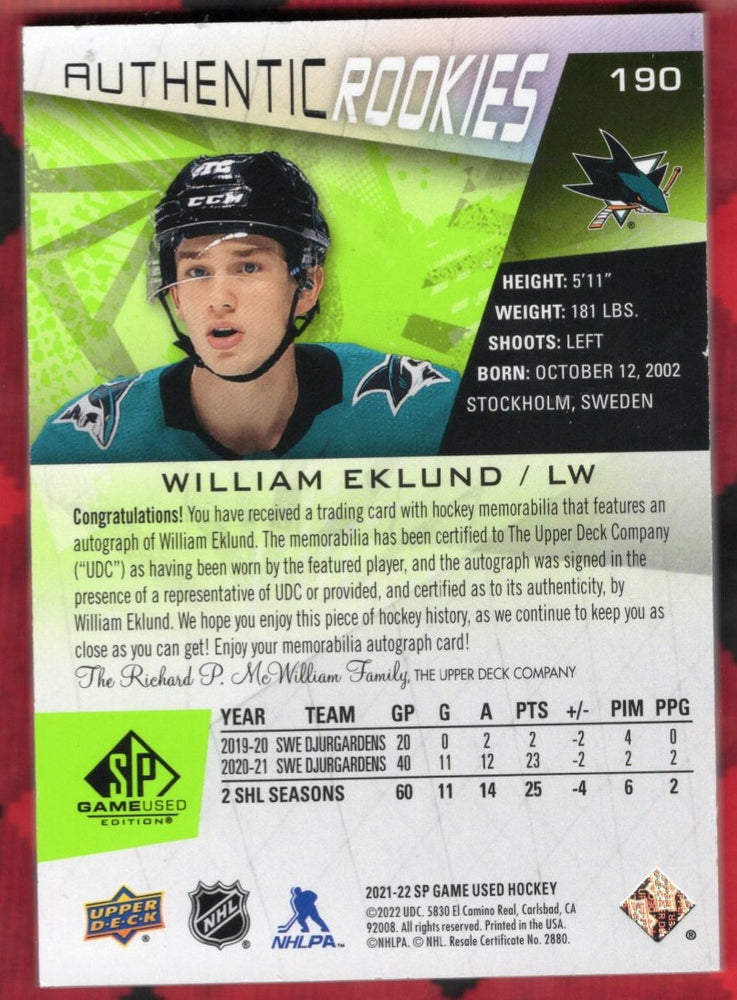 AUTHENTIC ROOKIES
190
CCM
HEIGHT: 5'11"
WEIGHT: 181 LBS.
SHOOTS: LEFT
BORN: OCTOBER 12, 2002
STOCKHOLM, SWEDEN
WILLIAM EKLUND / LW
Congratulations! You have received a trading card with hockey memorabilia that features an
autograph of William Eklund. The memorabilia has been certified to The Upper Deck Company
("UDC") as having been worn by the featured player, and the autograph was signed in the
presence of a representative of UDC or provided, and certified as to its authenticity, by
William Eklund. We hope you enjoy this piece of hockey history, as we continue to keep you as
close as you can get! Enjoy your memorabilia autograph card!
The Richard P. McWilliam Family, THE UPPER DECK COMPANY
YEAR TEAM GP G A PTS +/- PIM PPG
2019-20 SWE DJURGARDENS 20 0 2 2 -2 4 0
2020-21 SWE DJURGARDENS 40 11 12 23 -2 2 2
2 SHL SEASONS 60 11 14 25 -4 6 2
SP
GAMEUSED
EDITION®
UPPER
D·E·C·K
®
NHL
®
NHLPA™
2021-22 SP GAME USED HOCKEY
©2022 UDC. 5830 El Camino Real, Carlsbad, CA
92008. All rights reserved. Printed in the USA.
©NHLPA. © NHL. Resale Certificate No. 2880.
®